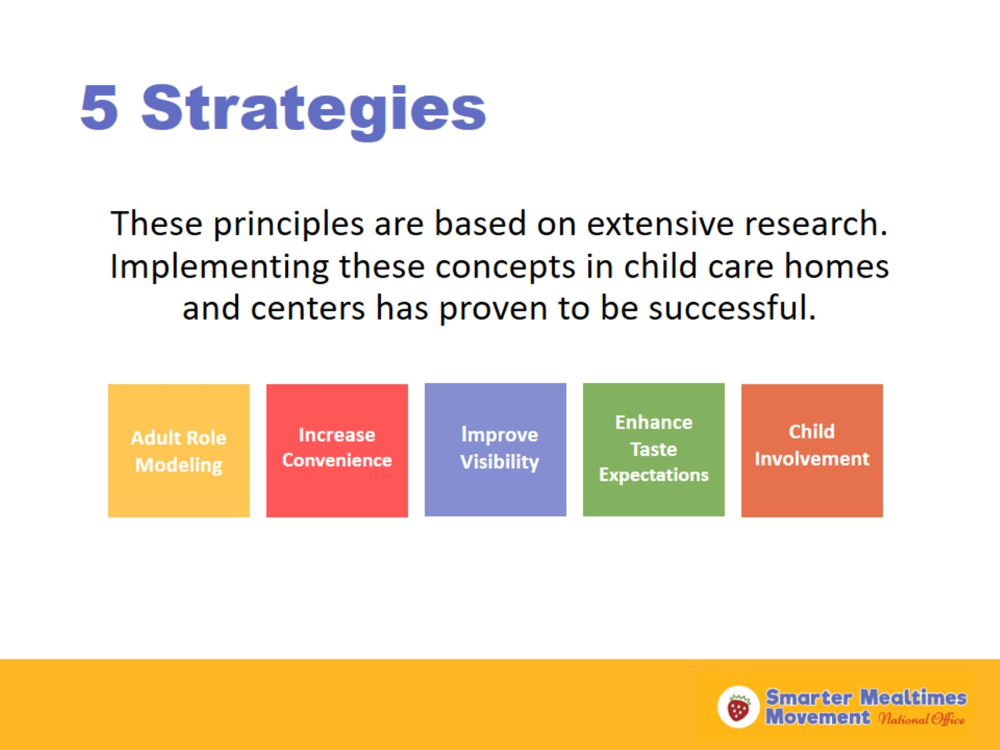 5 Strategies
These principles are based on extensive research.
Implementing these concepts in child care homes
and centers has proven to be successful.
Adult Role
Modeling
Increase
Convenience
Improve
Visibility
Enhance
Taste
Expectations
Child
Involvement
Smarter Mealtimes
Movement National Office